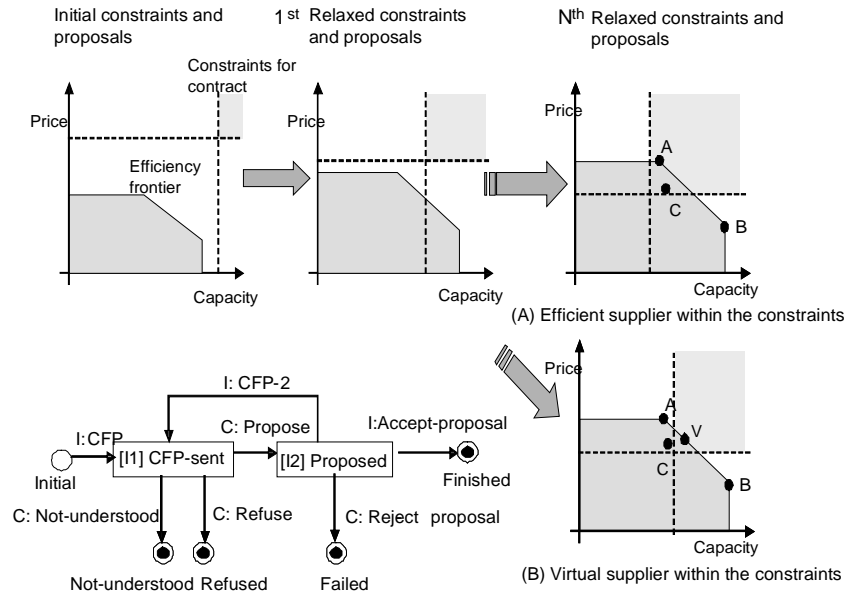 Initial constraints and
proposals
1st Relaxed constraints
and proposals
Nth Relaxed constraints and
proposals
Constraints for
contract
Price
Efficiency
frontier
Capacity
Price
Capacity
Price
A
C
B
Capacity
(A) Efficient supplier within the constraints
Price
A
V
C
B
Capacity
(B) Virtual supplier within the constraints
I: CFP-2
I:CFP
C: Propose
I:Accept-proposal
[I1] CFP-sent
[I2] Proposed
Initial
Finished
C: Not-understood
C: Refuse
C: Reject proposal
Not-understood
Refused
Failed